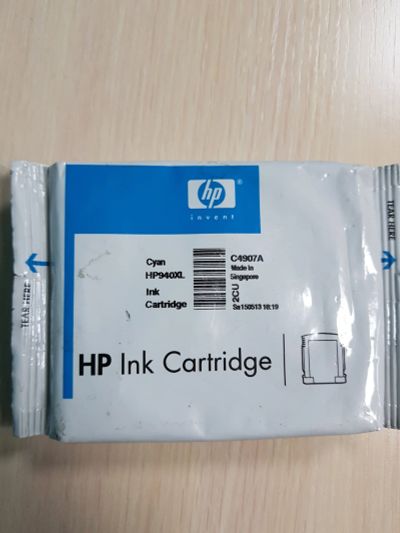 hp®
invent
Cyan
HP940XL
Ink
Cartridge
C4907A
Made in
Singapore
2CU
Sa150513 16:19
HP Ink Cartridge
TEAR HERE
TEAR HERE